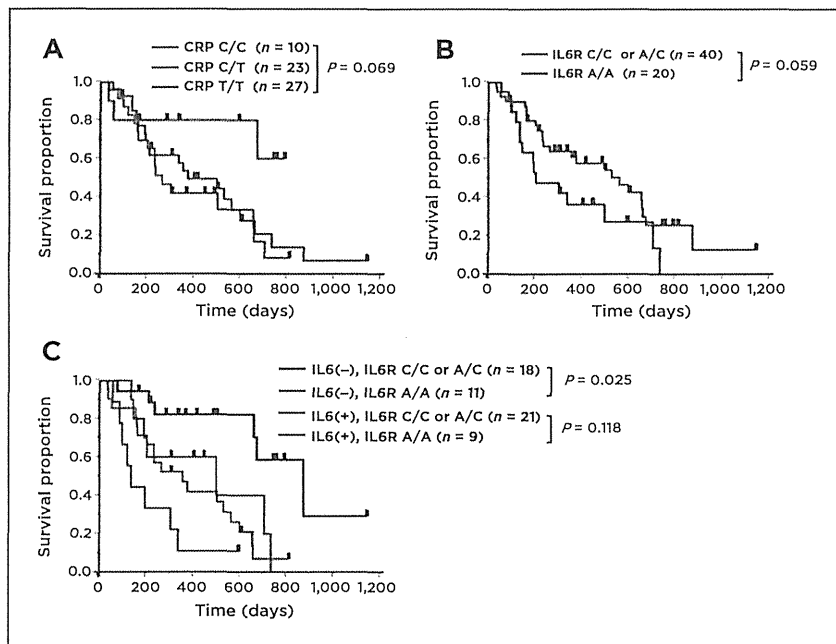 A
CRP C/C (n = 10)
CRP C/T (n = 23)
CRP T/T (n = 27)
P = 0.069
Survival proportion
1.0
0.8
0.6
0.4
0.2
0.0
0 200 400 600 800 1,000 1,200
Time (days)
B
IL6R C/C or A/C (n = 40)
IL6R A/A (n = 20)
P = 0.059
Survival proportion
1.0
0.8
0.6
0.4
0.2
0.0
0 200 400 600 800 1,000 1,200
Time (days)
C
IL6(−), IL6R C/C or A/C (n = 18)
IL6(−), IL6R A/A (n = 11)
P = 0.025
IL6(+), IL6R C/C or A/C (n = 21)
IL6(+), IL6R A/A (n = 9)
P = 0.118
Survival proportion
1.0
0.8
0.6
0.4
0.2
0.0
0 200 400 600 800 1,000 1,200
Time (days)